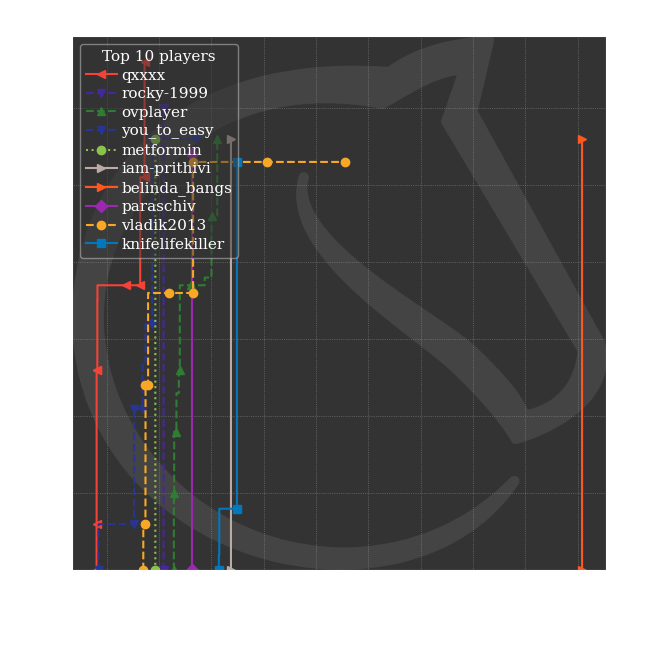 Top 10 players
qxxxx
rocky-1999
ovplayer
you_to_easy
metformin
iam-prithivi
belinda_bangs
paraschiv
vladik2013
knifelifekiller